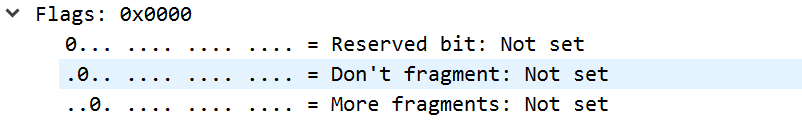 Flags: 0x0000
0... .... .... .... = Reserved bit: Not set
.0.. .... .... .... = Don't fragment: Not set
..0. .... .... .... = More fragments: Not set